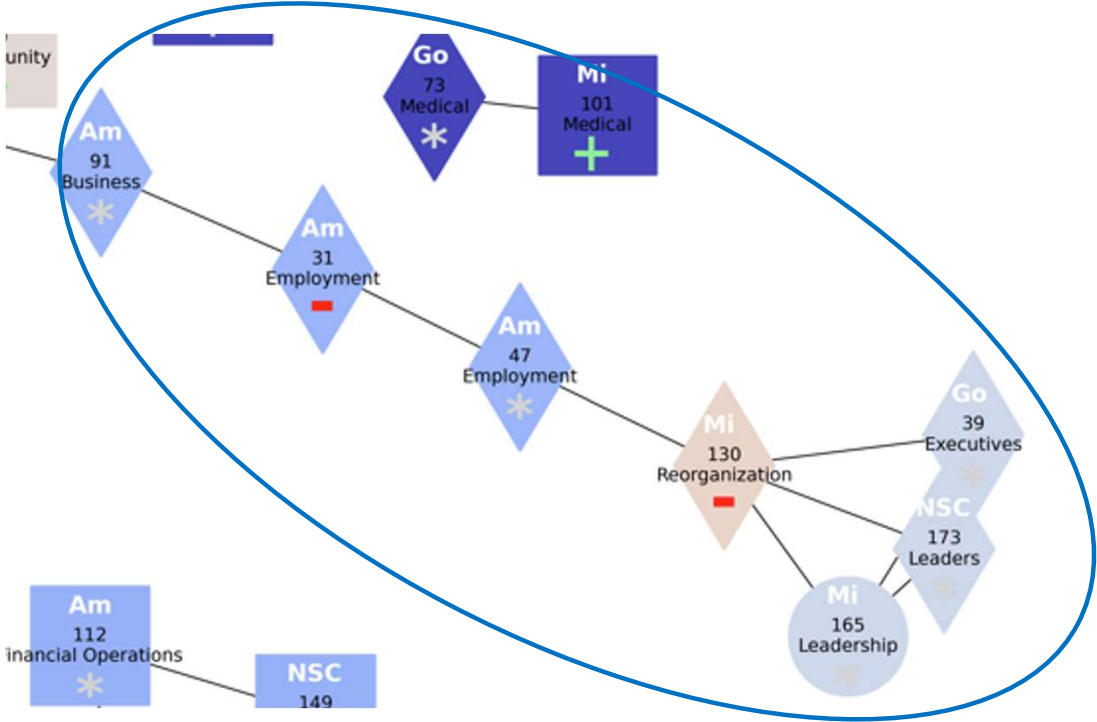 unity
Go
73
Medical
*
Mi
101
Medical
+
Am
91
Business
*
Am
31
Employment
-
Am
47
Employment
*
Mi
130
Reorganization
-
Go
39
Executives
*
NSC
173
Leaders
*
Mi
165
Leadership
*
Am
112
inancial Operations
*
NSC
149